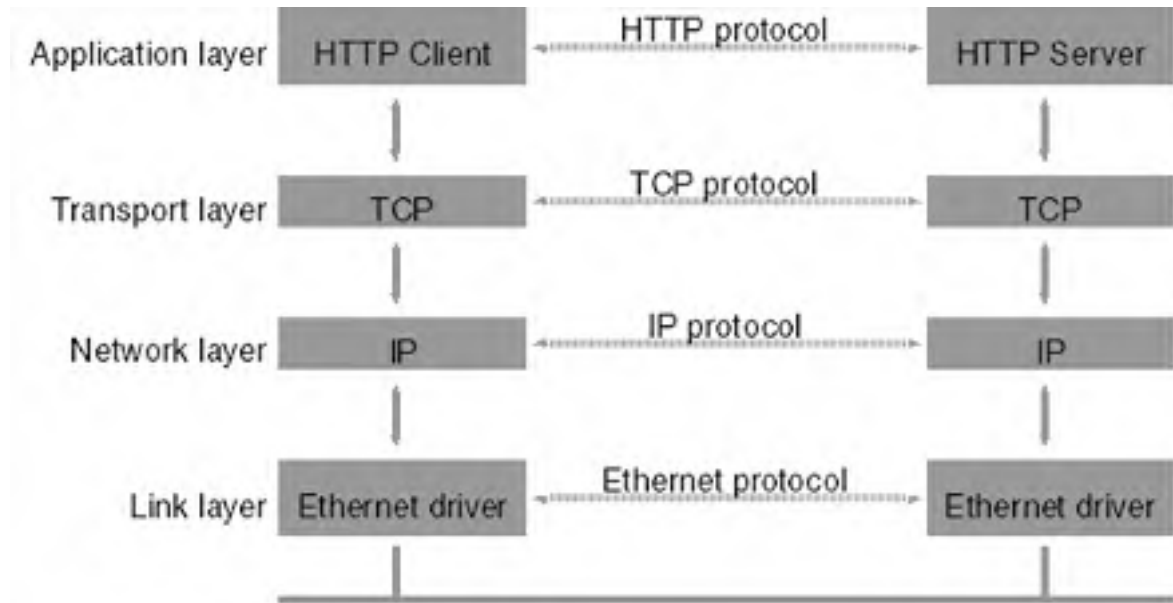 Application layer
HTTP Client
HTTP protocol
HTTP Server
Transport layer
TCP
TCP protocol
TCP
Network layer
IP
IP protocol
IP
Link layer
Ethernet driver
Ethernet protocol
Ethernet driver